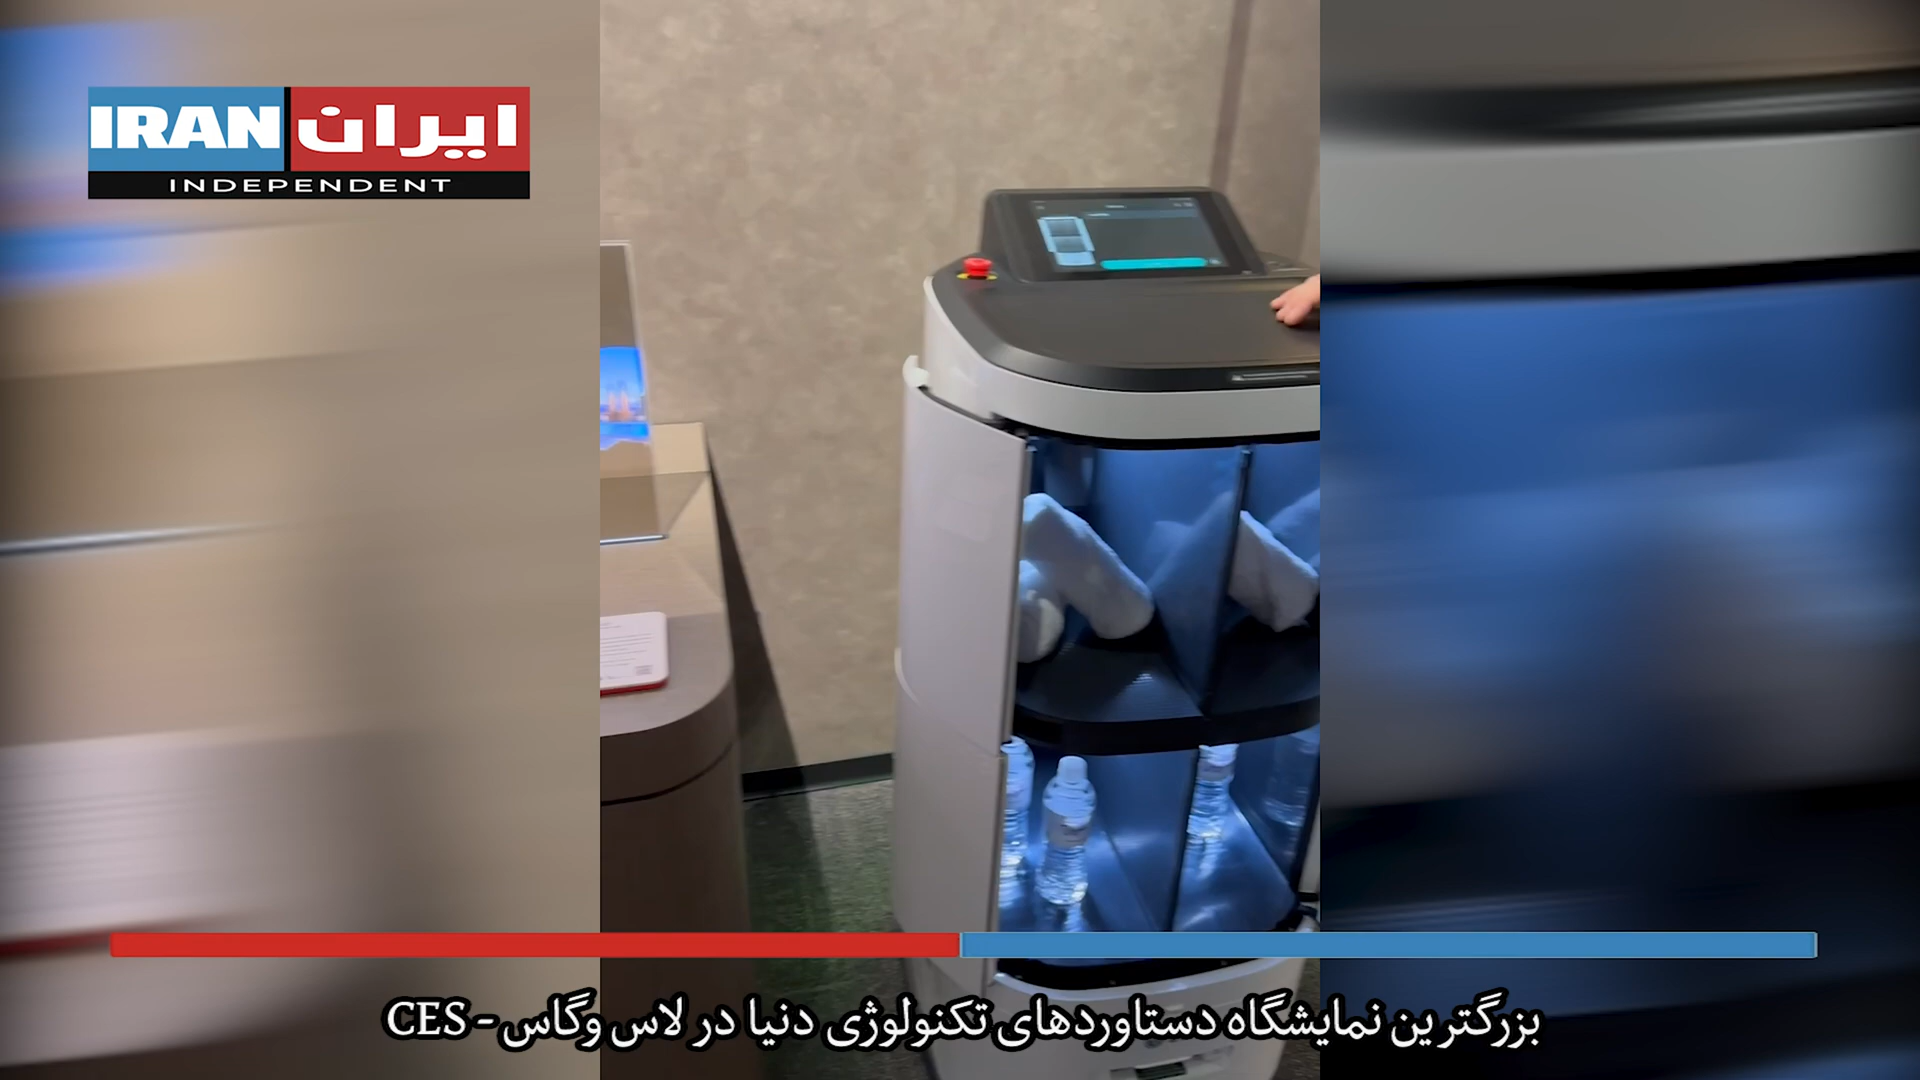 IRAN ایران
INDEPENDENT
بزرگترین نمایشگاه دستاوردهای تکنولوژی دنیا در لاس وگاس - CES